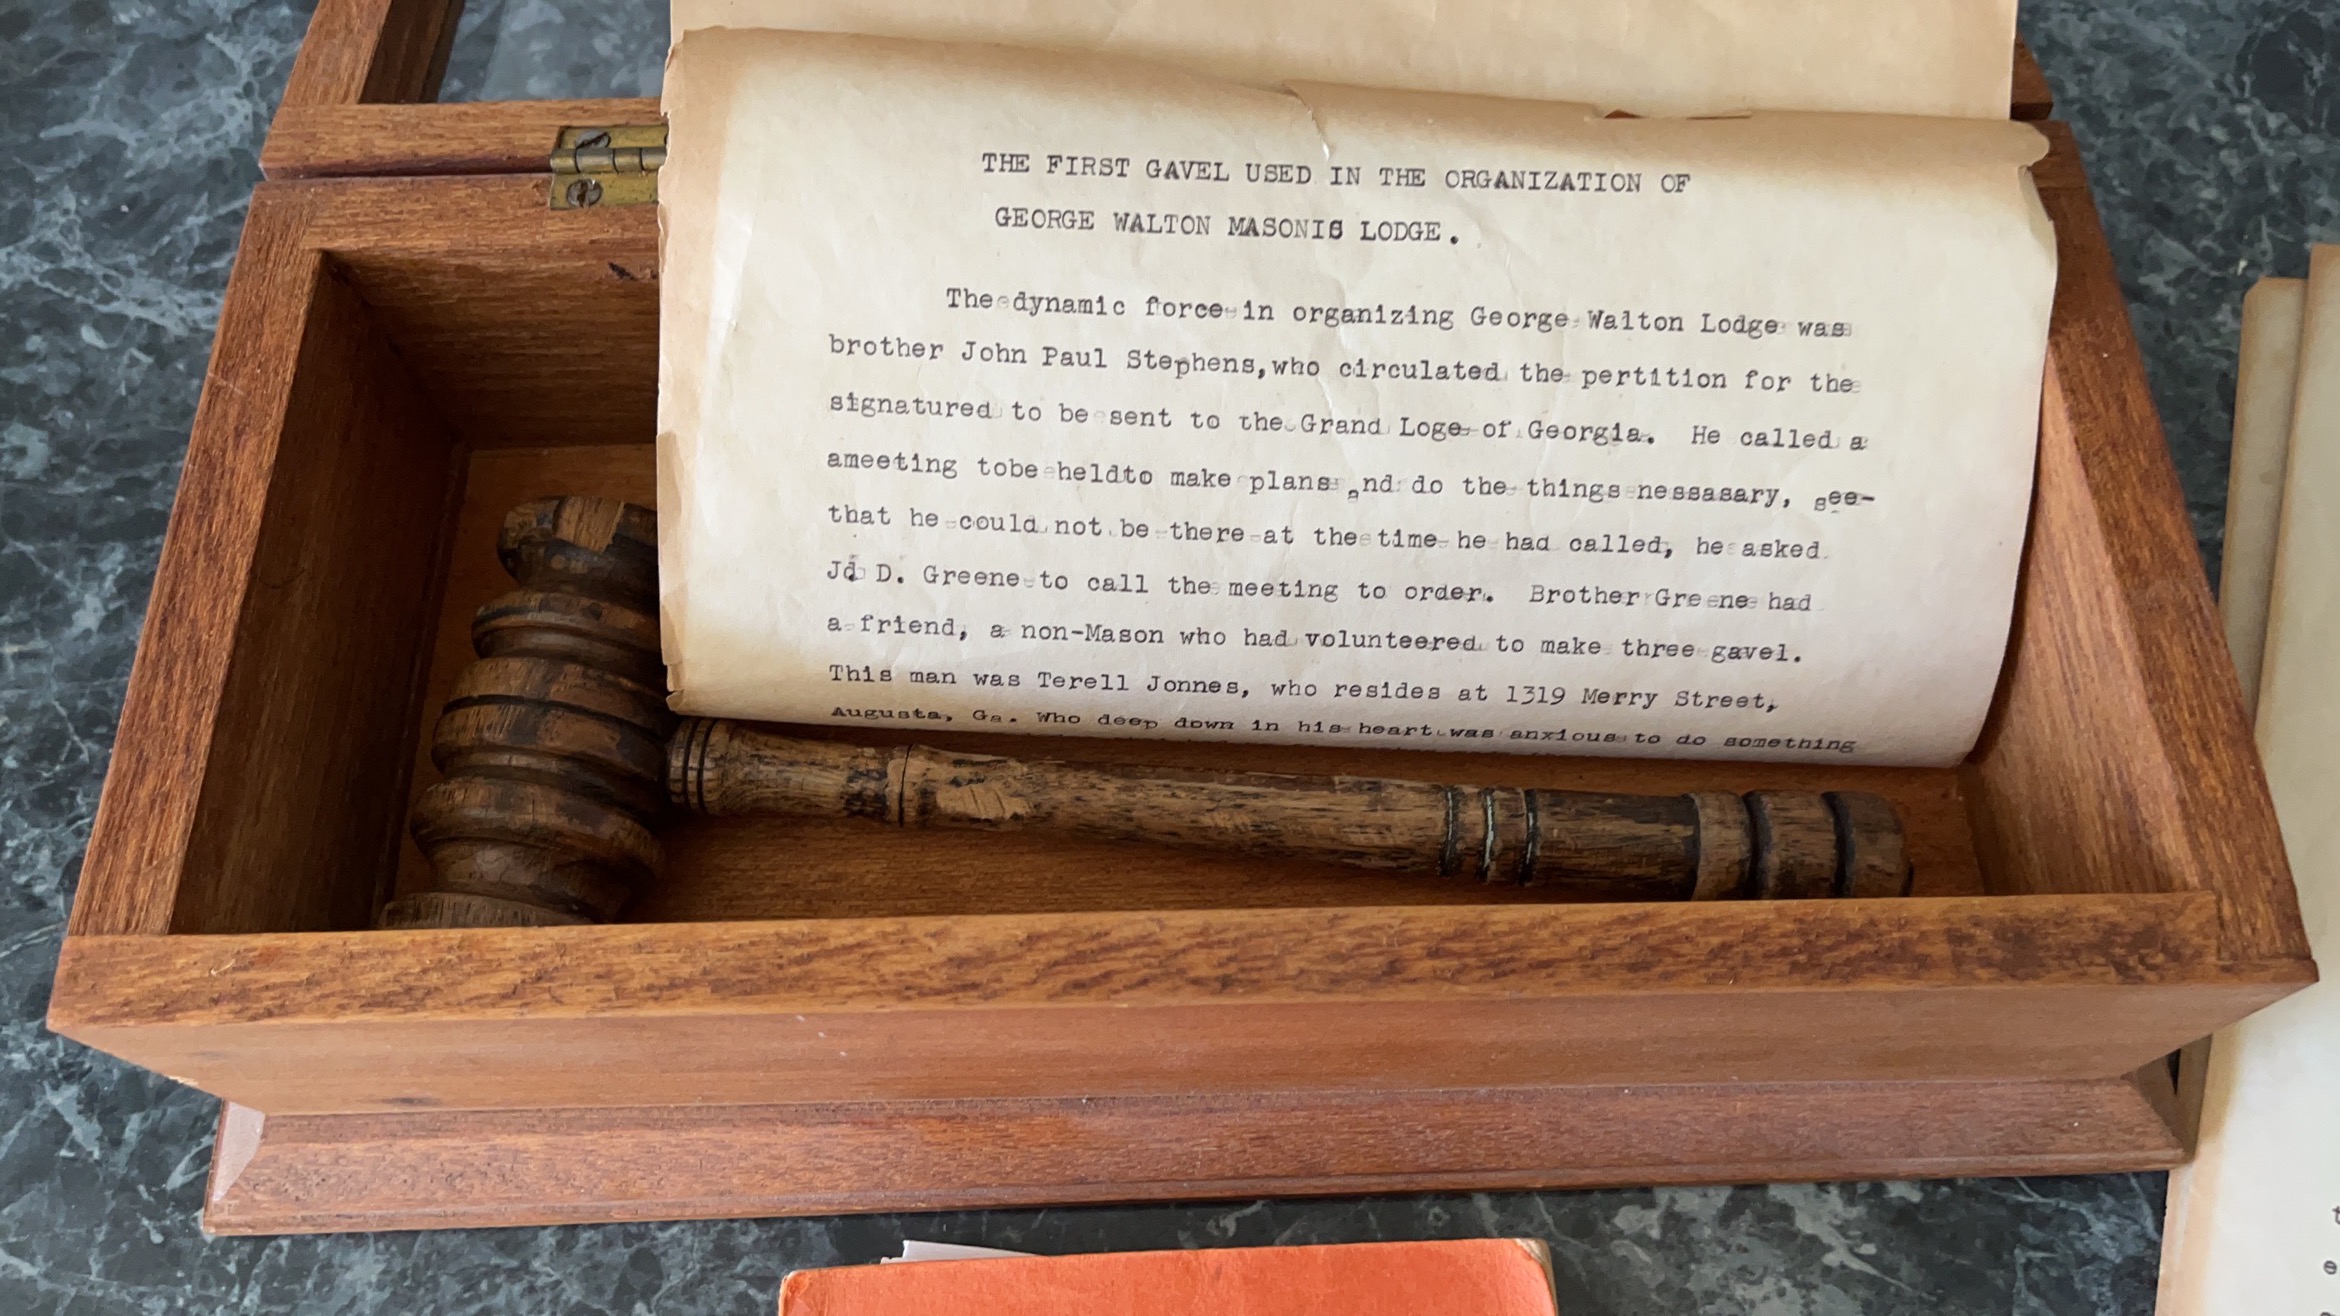 THE FIRST GAVEL USED IN THE ORGANIZATION OF
GEORGE WALTON MASONIS LODGE.
The dynamic force in organizing George Walton Lodge was
brother John Paul Stephens,who circulated the pertition for the
signatured to be sent to the Grand Loge of Georgia. He called a
ameeting tobe heldto make plans and do the things nessasary, see-
that he could not be there at the time he had called, he asked
Jd D. Greene to call the meeting to order. Brother Greene had
a friend, a non-Mason who had volunteered to make three gavel.
This man was Terell Jonnes, who resides at 1319 Merry Street,
Augusta, Ga. Who deep down in his heart was anxious to do something
t
e